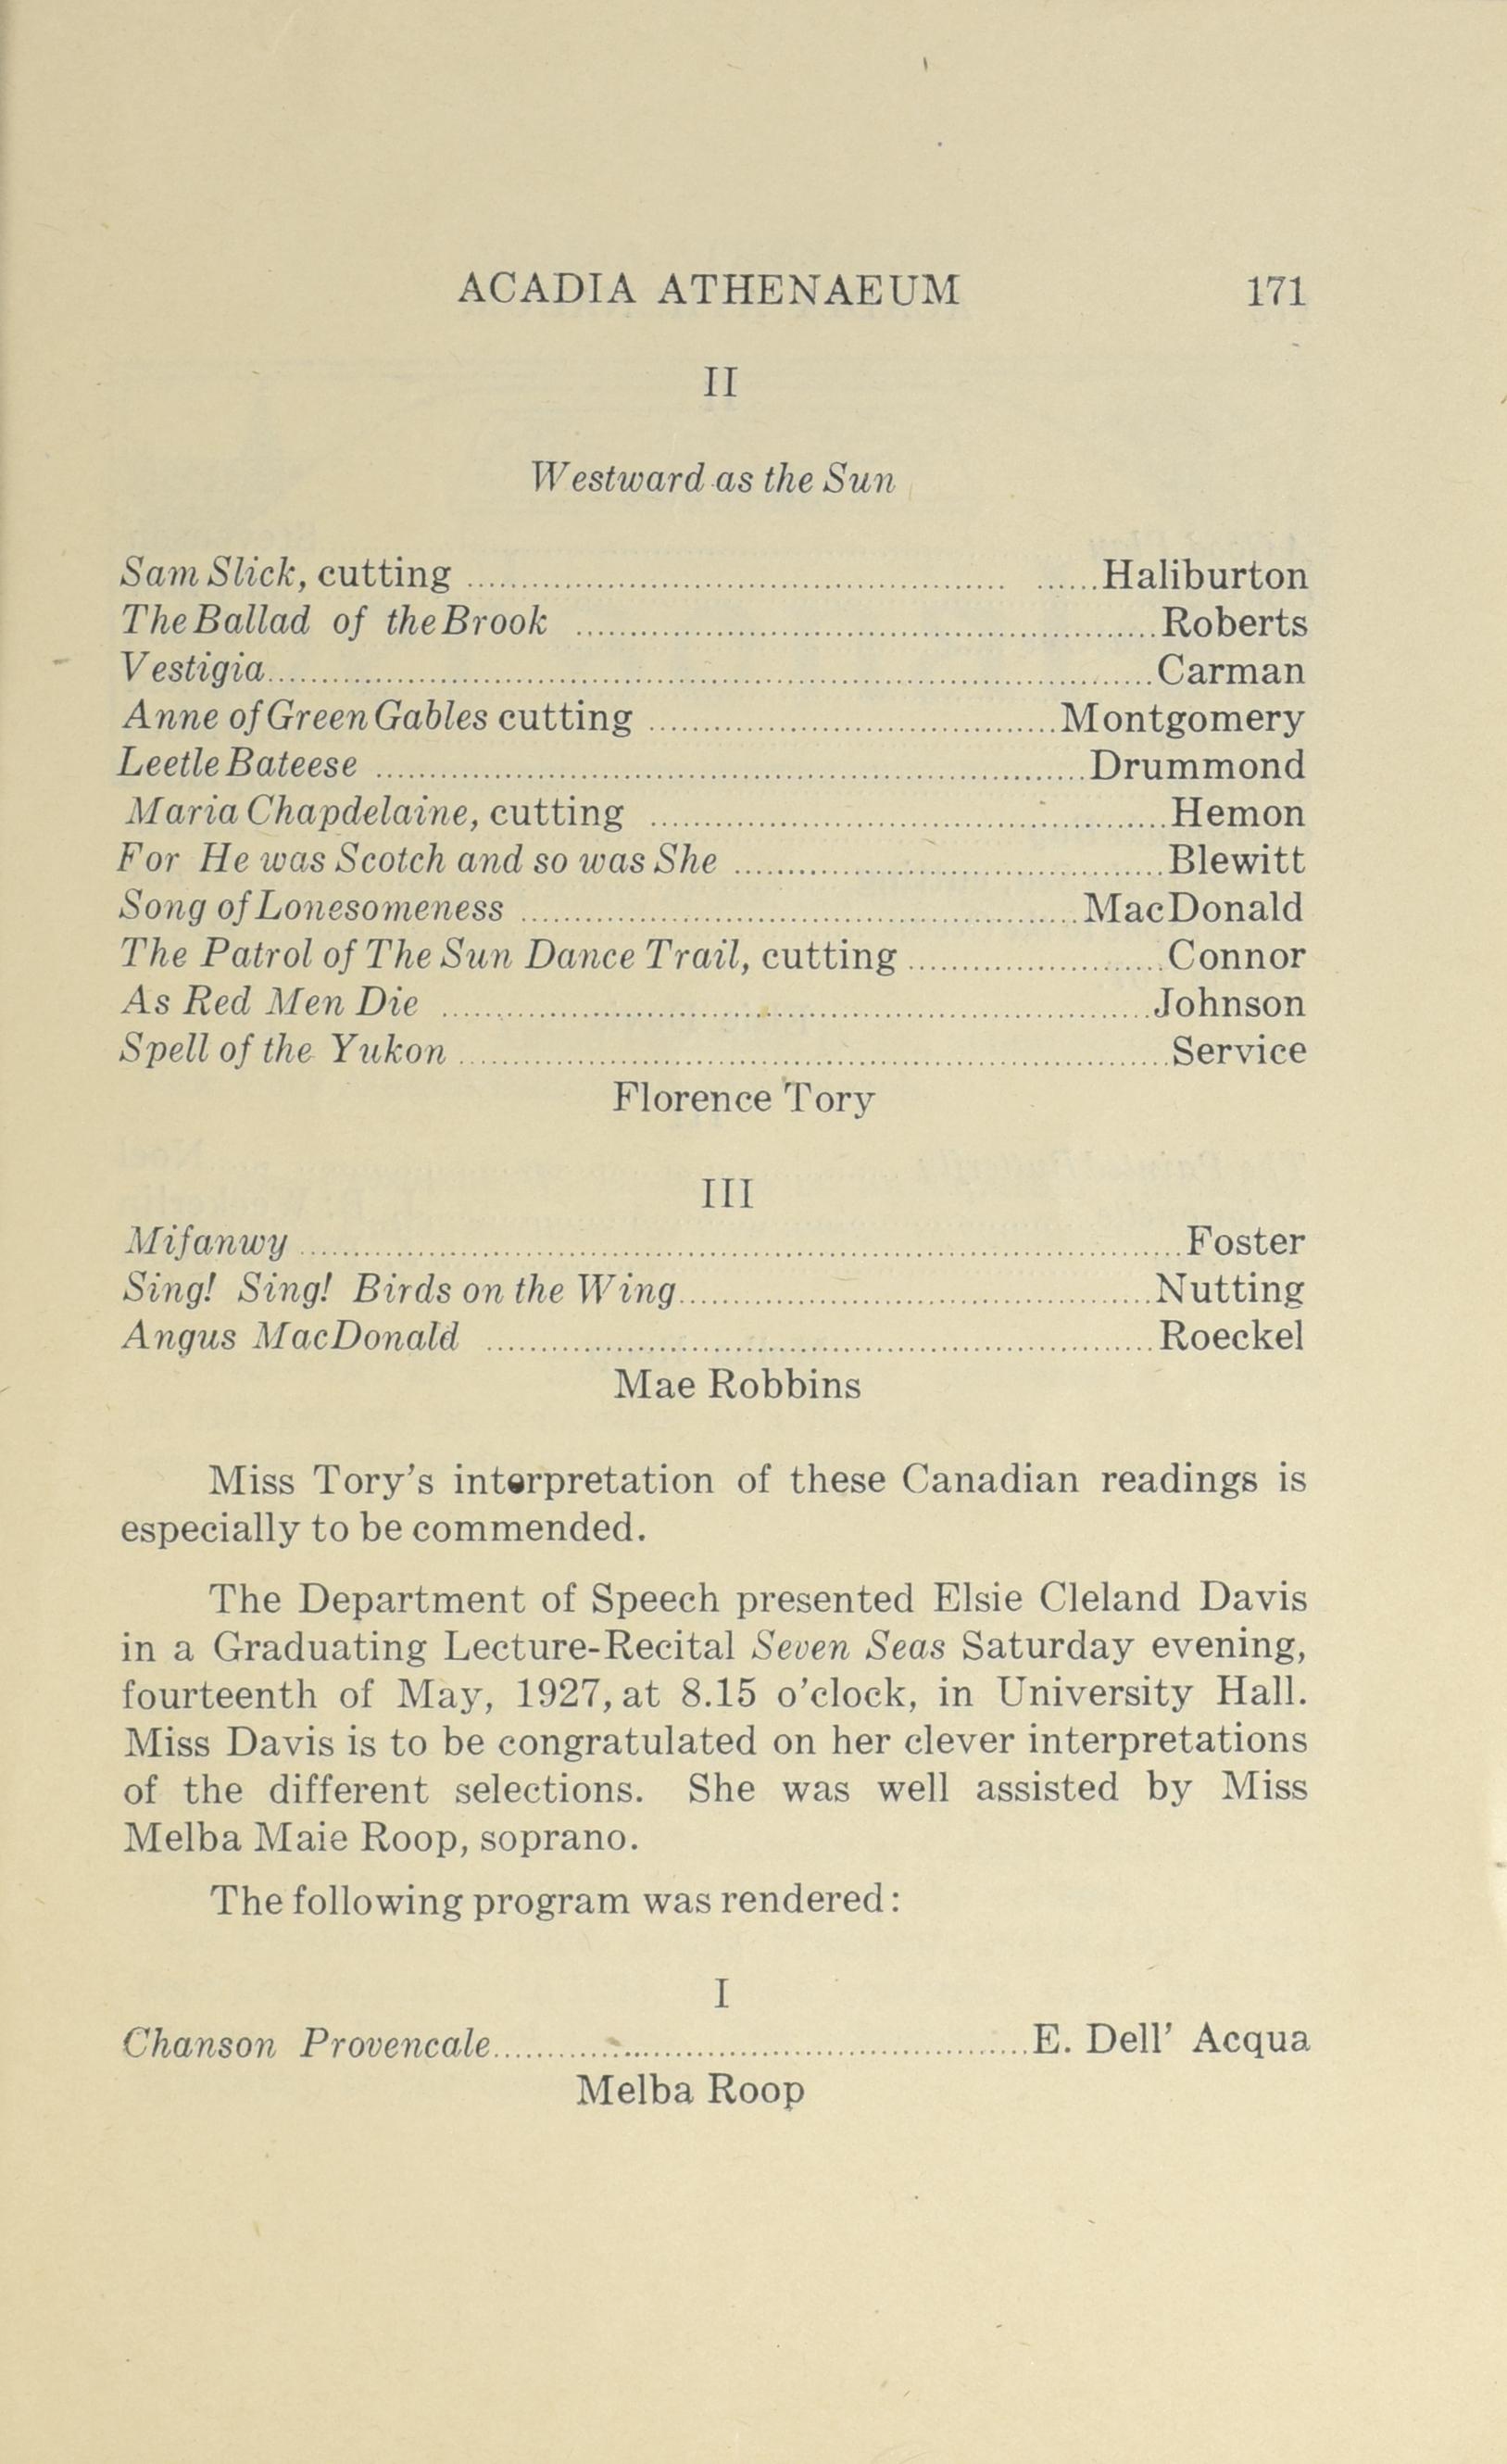 ACADIA ATHENAEUM 171
II
Westward as the Sun
Sam Slick, cutting ........ Haliburton
The Ballad of the Brook ........ Roberts
Vestigia ........ Carman
Anne of Green Gables cutting ........ Montgomery
Leetle Bateese ........ Drummond
Maria Chapdelaine, cutting ........ Hemon
For He was Scotch and so was She ........ Blewitt
Song of Lonesomeness ........ MacDonald
The Patrol of The Sun Dance Trail, cutting ........ Connor
As Red Men Die ........ Johnson
Spell of the Yukon ........ Service
Florence Tory
III
Mifanwy ........ Foster
Sing! Sing! Birds on the Wing ........ Nutting
Angus MacDonald ........ Roeckel
Mae Robbins
Miss Tory's interpretation of these Canadian readings is
especially to be commended.
The Department of Speech presented Elsie Cleland Davis
in a Graduating Lecture-Recital Seven Seas Saturday evening,
fourteenth of May, 1927, at 8.15 o'clock, in University Hall.
Miss Davis is to be congratulated on her clever interpretations
of the different selections. She was well assisted by Miss
Melba Maie Roop, soprano.
The following program was rendered:
I
Chanson Provencale ........ E. Dell' Acqua
Melba Roop